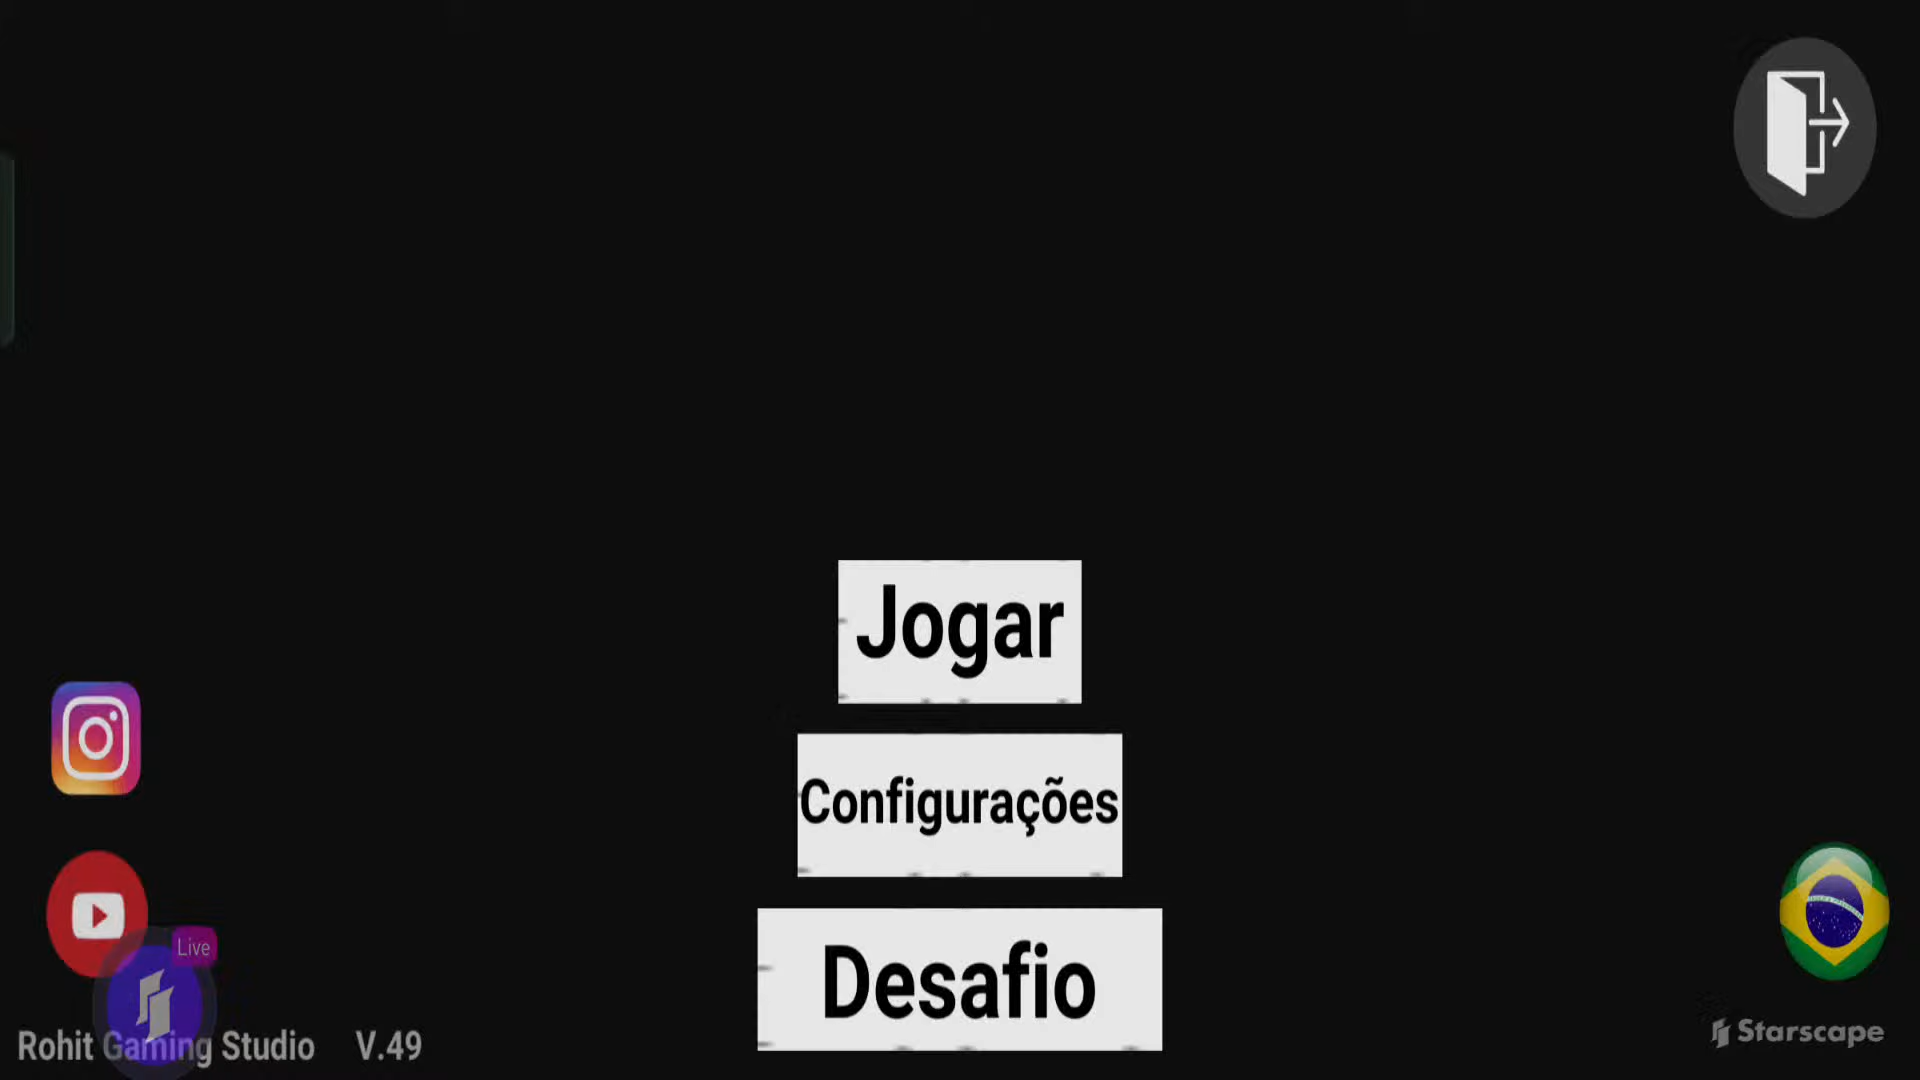 Jogar
Configurações
Desafio
Live
Rohit Gaming Studio V.49
Starscape